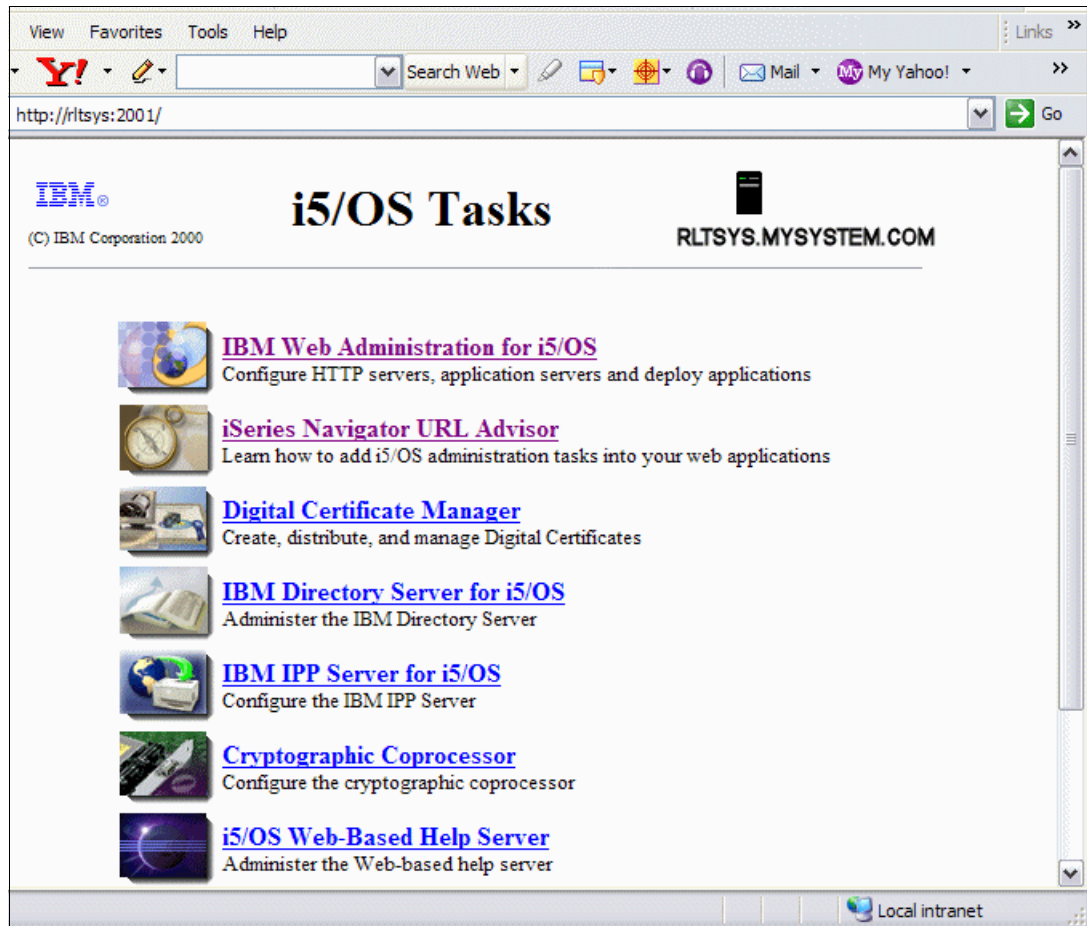 View Favorites Tools Help Links »
Y! Search Web Mail My My Yahoo! »
http://rltsys:2001/ Go
IBM®
i5/OS Tasks
(C) IBM Corporation 2000
RLTSYS.MYSYSTEM.COM
IBM Web Administration for i5/OS
Configure HTTP servers, application servers and deploy applications
iSeries Navigator URL Advisor
Learn how to add i5/OS administration tasks into your web applications
Digital Certificate Manager
Create, distribute, and manage Digital Certificates
IBM Directory Server for i5/OS
Administer the IBM Directory Server
IBM IPP Server for i5/OS
Configure the IBM IPP Server
Cryptographic Coprocessor
Configure the cryptographic coprocessor
i5/OS Web-Based Help Server
Administer the Web-based help server
Local intranet